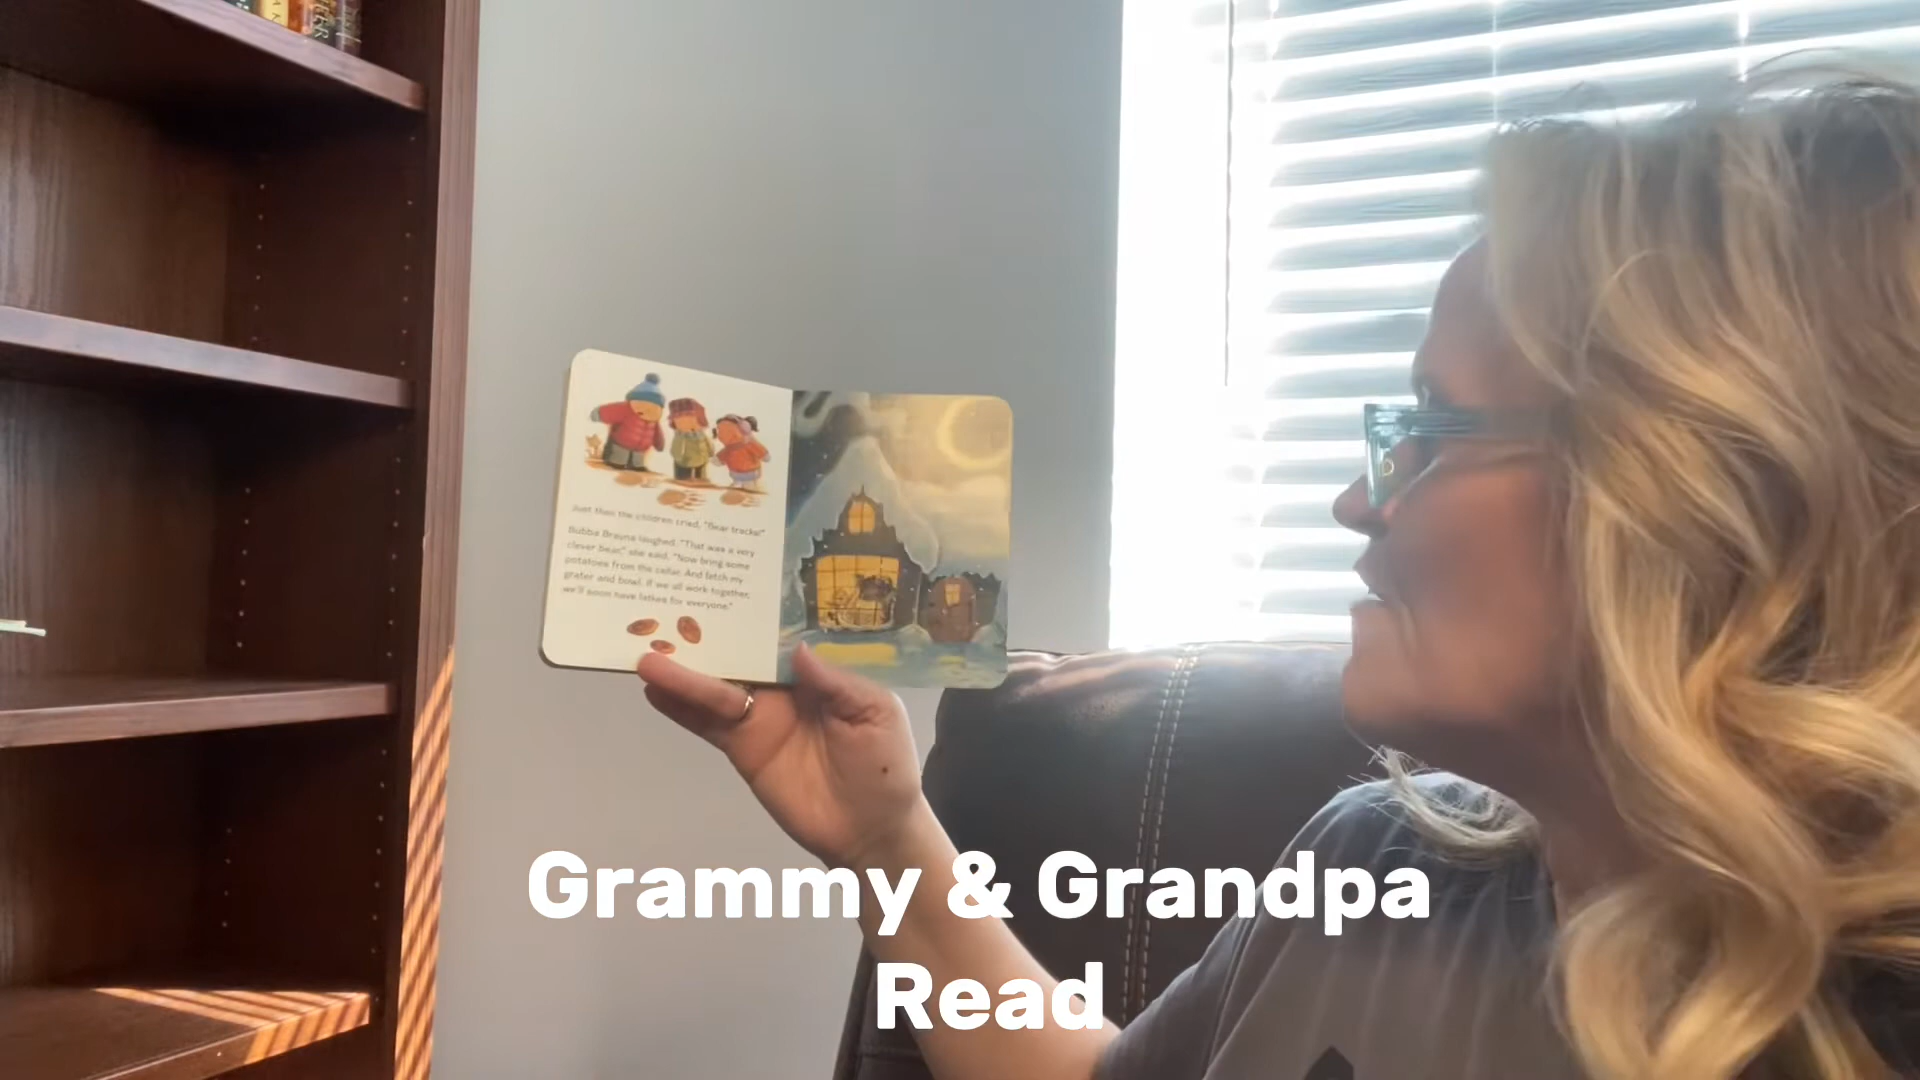 Just then the children cried, "Bear tracks!"
Bubba Brayna laughed. "That was a very
clever bear," she said. "Now bring some
potatoes from the cellar. And fetch my
grater and bowl. If we all work together,
we'll soon have latkes for everyone."
Grammy & Grandpa
Read